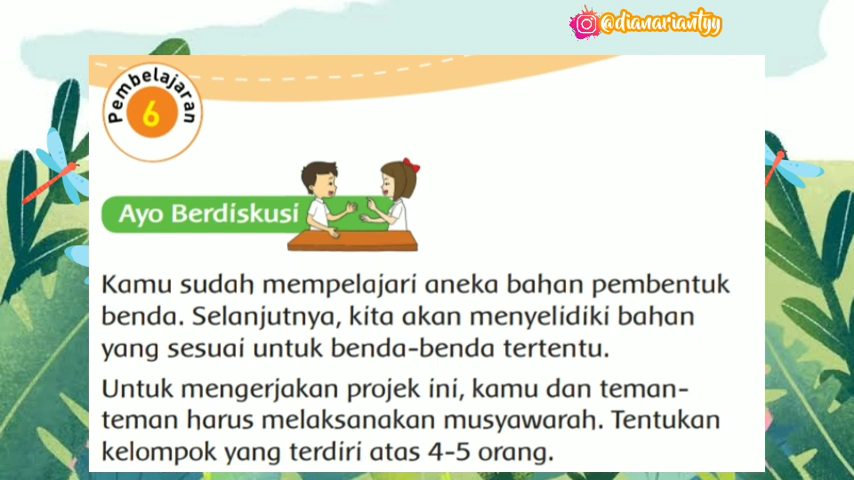 @dianariantyy
Pembelajaran
6
Ayo Berdiskusi
Kamu sudah mempelajari aneka bahan pembentuk
benda. Selanjutnya, kita akan menyelidiki bahan
yang sesuai untuk benda-benda tertentu.
Untuk mengerjakan projek ini, kamu dan teman-
teman harus melaksanakan musyawarah. Tentukan
kelompok yang terdiri atas 4-5 orang.